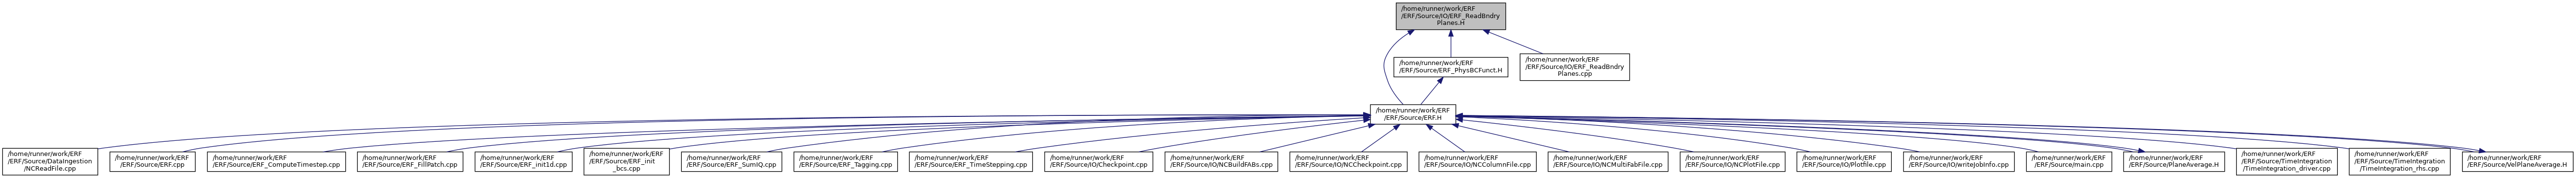 /home/runner/work/ERF
/ERF/Source/IO/ERF_ReadBndry
Planes.H
/home/runner/work/ERF
/ERF/Source/ERF_PhysBCFunct.H
/home/runner/work/ERF
/ERF/Source/IO/ERF_ReadBndry
Planes.cpp
/home/runner/work/ERF
/ERF/Source/ERF.H
/home/runner/work/ERF
/ERF/Source/DataIngestion
/NCReadFile.cpp
/home/runner/work/ERF
/ERF/Source/ERF.cpp
/home/runner/work/ERF
/ERF/Source/ERF_ComputeTimestep.cpp
/home/runner/work/ERF
/ERF/Source/ERF_FillPatch.cpp
/home/runner/work/ERF
/ERF/Source/ERF_init1d.cpp
/home/runner/work/ERF
/ERF/Source/ERF_init
_bcs.cpp
/home/runner/work/ERF
/ERF/Source/ERF_SumIQ.cpp
/home/runner/work/ERF
/ERF/Source/ERF_Tagging.cpp
/home/runner/work/ERF
/ERF/Source/ERF_TimeStepping.cpp
/home/runner/work/ERF
/ERF/Source/IO/Checkpoint.cpp
/home/runner/work/ERF
/ERF/Source/IO/NCBuildFABs.cpp
/home/runner/work/ERF
/ERF/Source/IO/NCCheckpoint.cpp
/home/runner/work/ERF
/ERF/Source/IO/NCColumnFile.cpp
/home/runner/work/ERF
/ERF/Source/IO/NCMultiFabFile.cpp
/home/runner/work/ERF
/ERF/Source/IO/NCPlotFile.cpp
/home/runner/work/ERF
/ERF/Source/IO/Plotfile.cpp
/home/runner/work/ERF
/ERF/Source/IO/writeJobInfo.cpp
/home/runner/work/ERF
/ERF/Source/main.cpp
/home/runner/work/ERF
/ERF/Source/PlaneAverage.H
/home/runner/work/ERF
/ERF/Source/TimeIntegration
/TimeIntegration_driver.cpp
/home/runner/work/ERF
/ERF/Source/TimeIntegration
/TimeIntegration_rhs.cpp
/home/runner/work/ERF
/ERF/Source/VelPlaneAverage.H